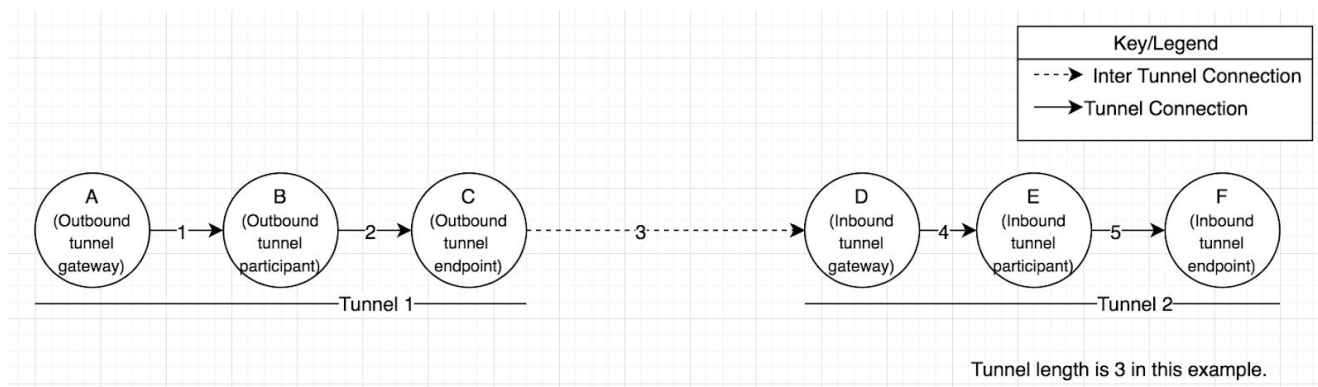 Key/Legend
Inter Tunnel Connection
Tunnel Connection
A
(Outbound
tunnel
gateway)
1
B
(Outbound
tunnel
participant)
2
C
(Outbound
tunnel
endpoint)
3
D
(Inbound
tunnel
gateway)
4
E
(Inbound
tunnel
participant)
5
F
(Inbound
tunnel
endpoint)
Tunnel 1
Tunnel 2
Tunnel length is 3 in this example.